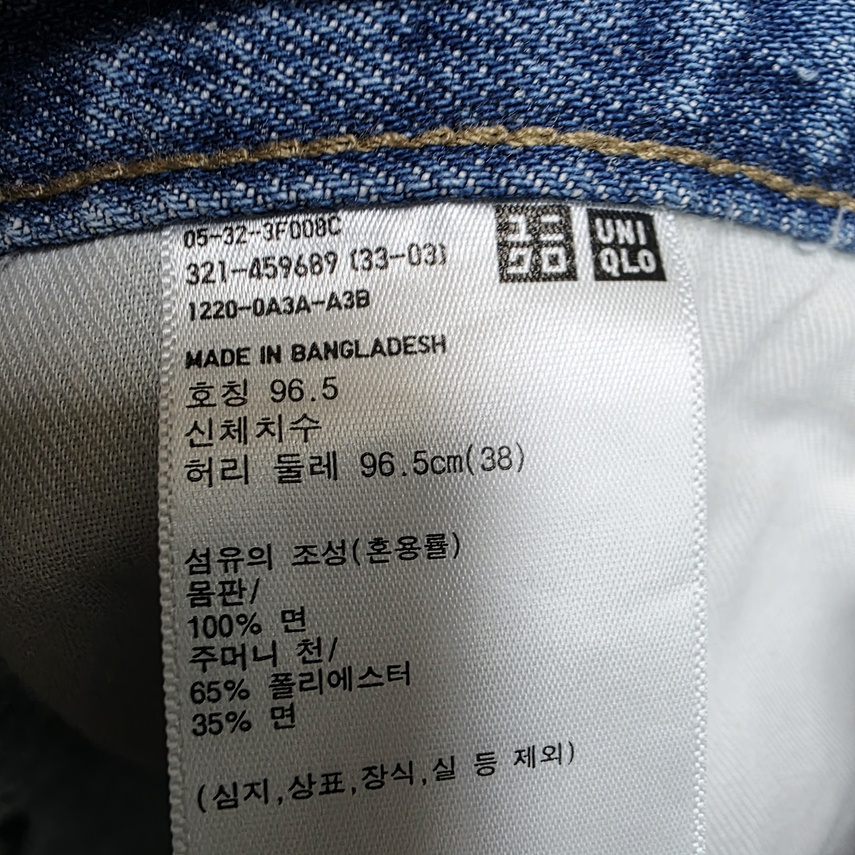 05-32-3F008C
321-459689 (33-03)
1220-0A3A-A3B
ユニ
クロ
UNI
QLO
MADE IN BANGLADESH
호칭 96.5
신체치수
허리 둘레 96.5cm(38)
섬유의 조성(혼용률)
몸판/
100% 면
주머니 천/
65% 폴리에스터
35% 면
(심지,상표,장식,실 등 제외)